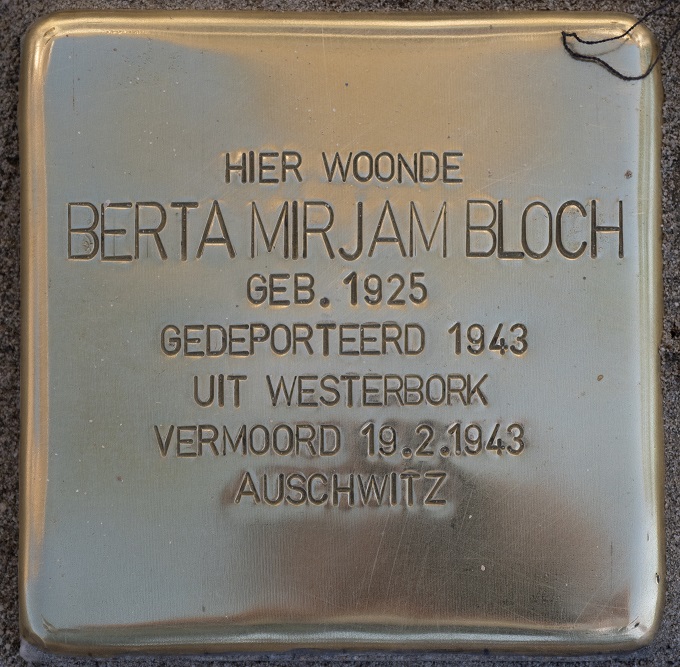 HIER WOONDE
BERTA MIRJAM BLOCH
GEB. 1925
GEDEPORTEERD 1943
UIT WESTERBORK
VERMOORD 19.2.1943
AUSCHWITZ